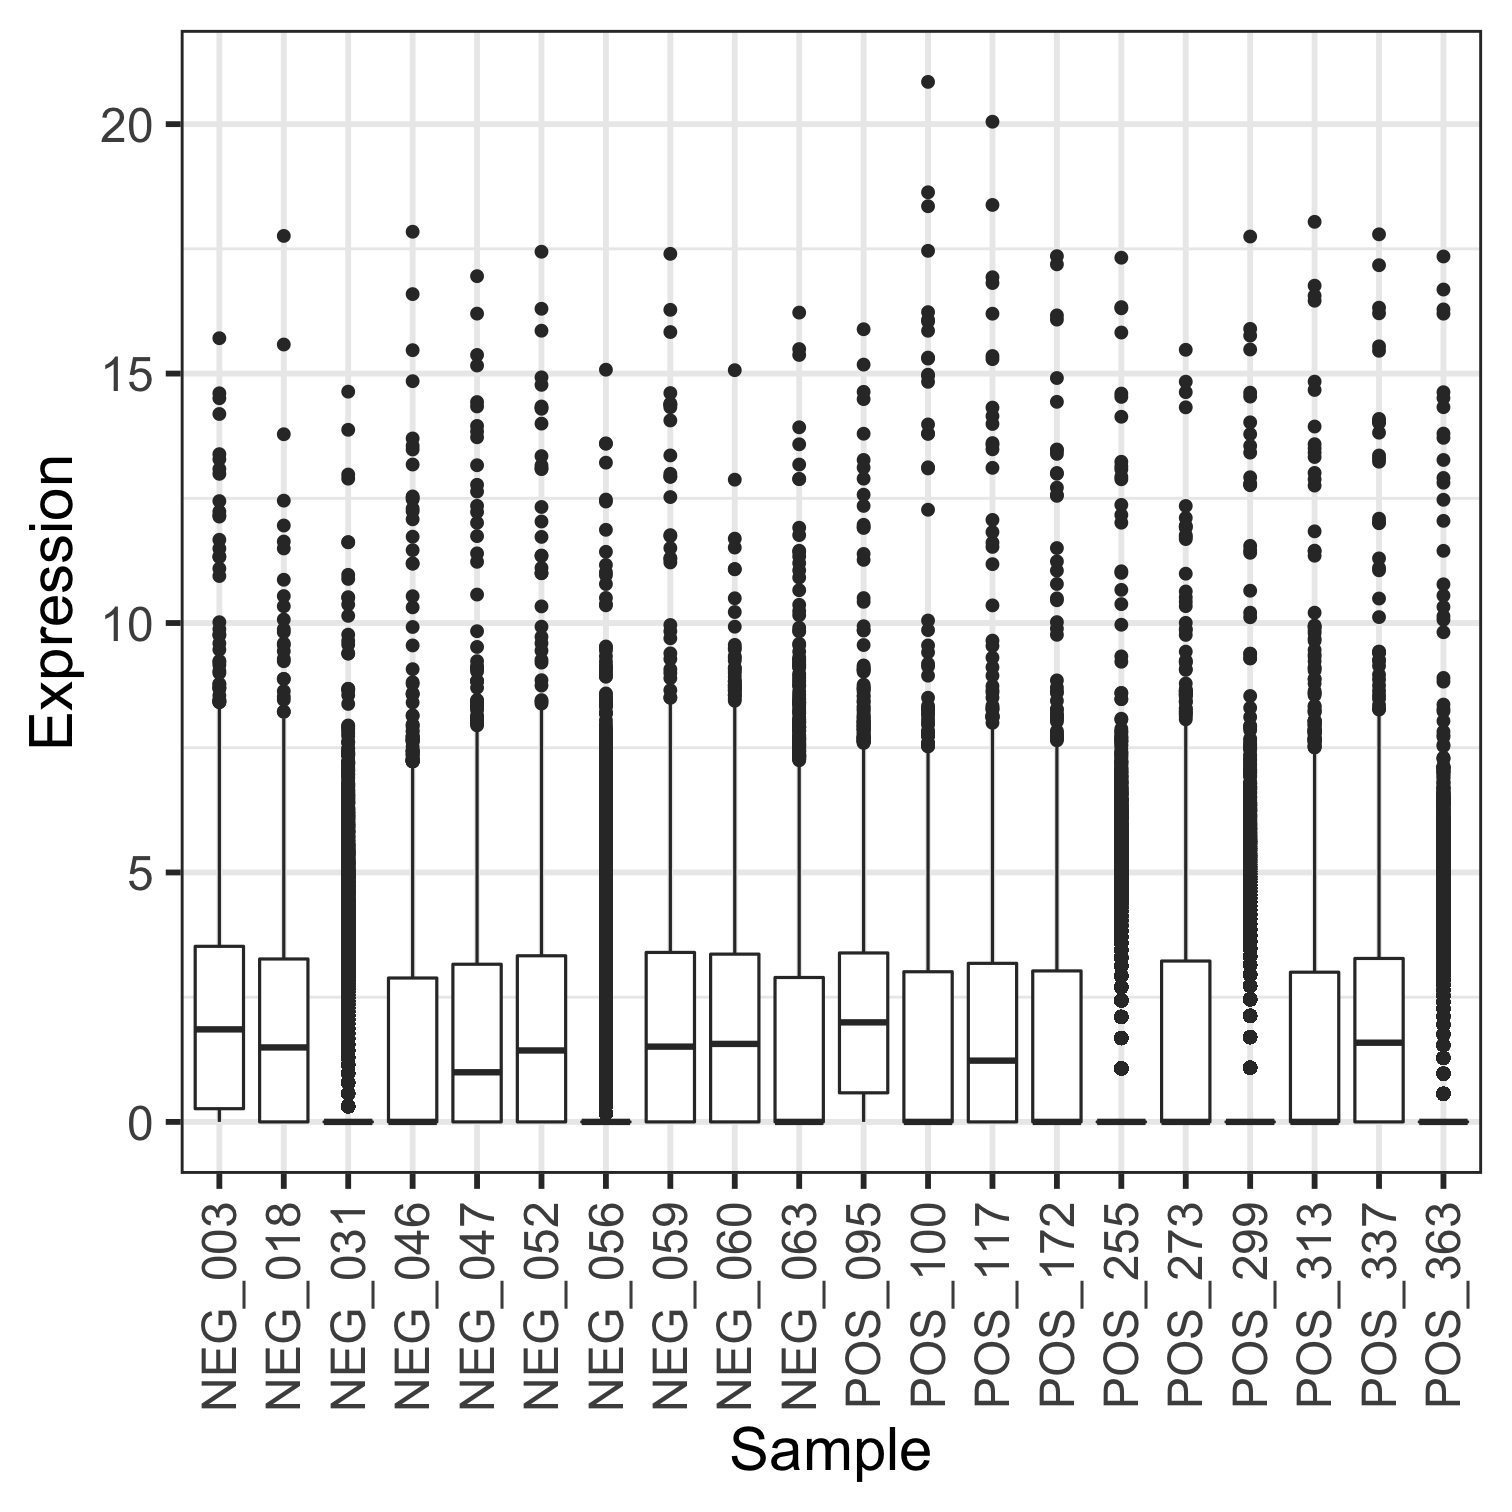 Expression
20
15
10
5
0
NEG_003
NEG_018
NEG_031
NEG_046
NEG_047
NEG_052
NEG_056
NEG_059
NEG_060
NEG_063
POS_095
POS_100
POS_117
POS_172
POS_255
POS_273
POS_299
POS_313
POS_337
POS_363
Sample